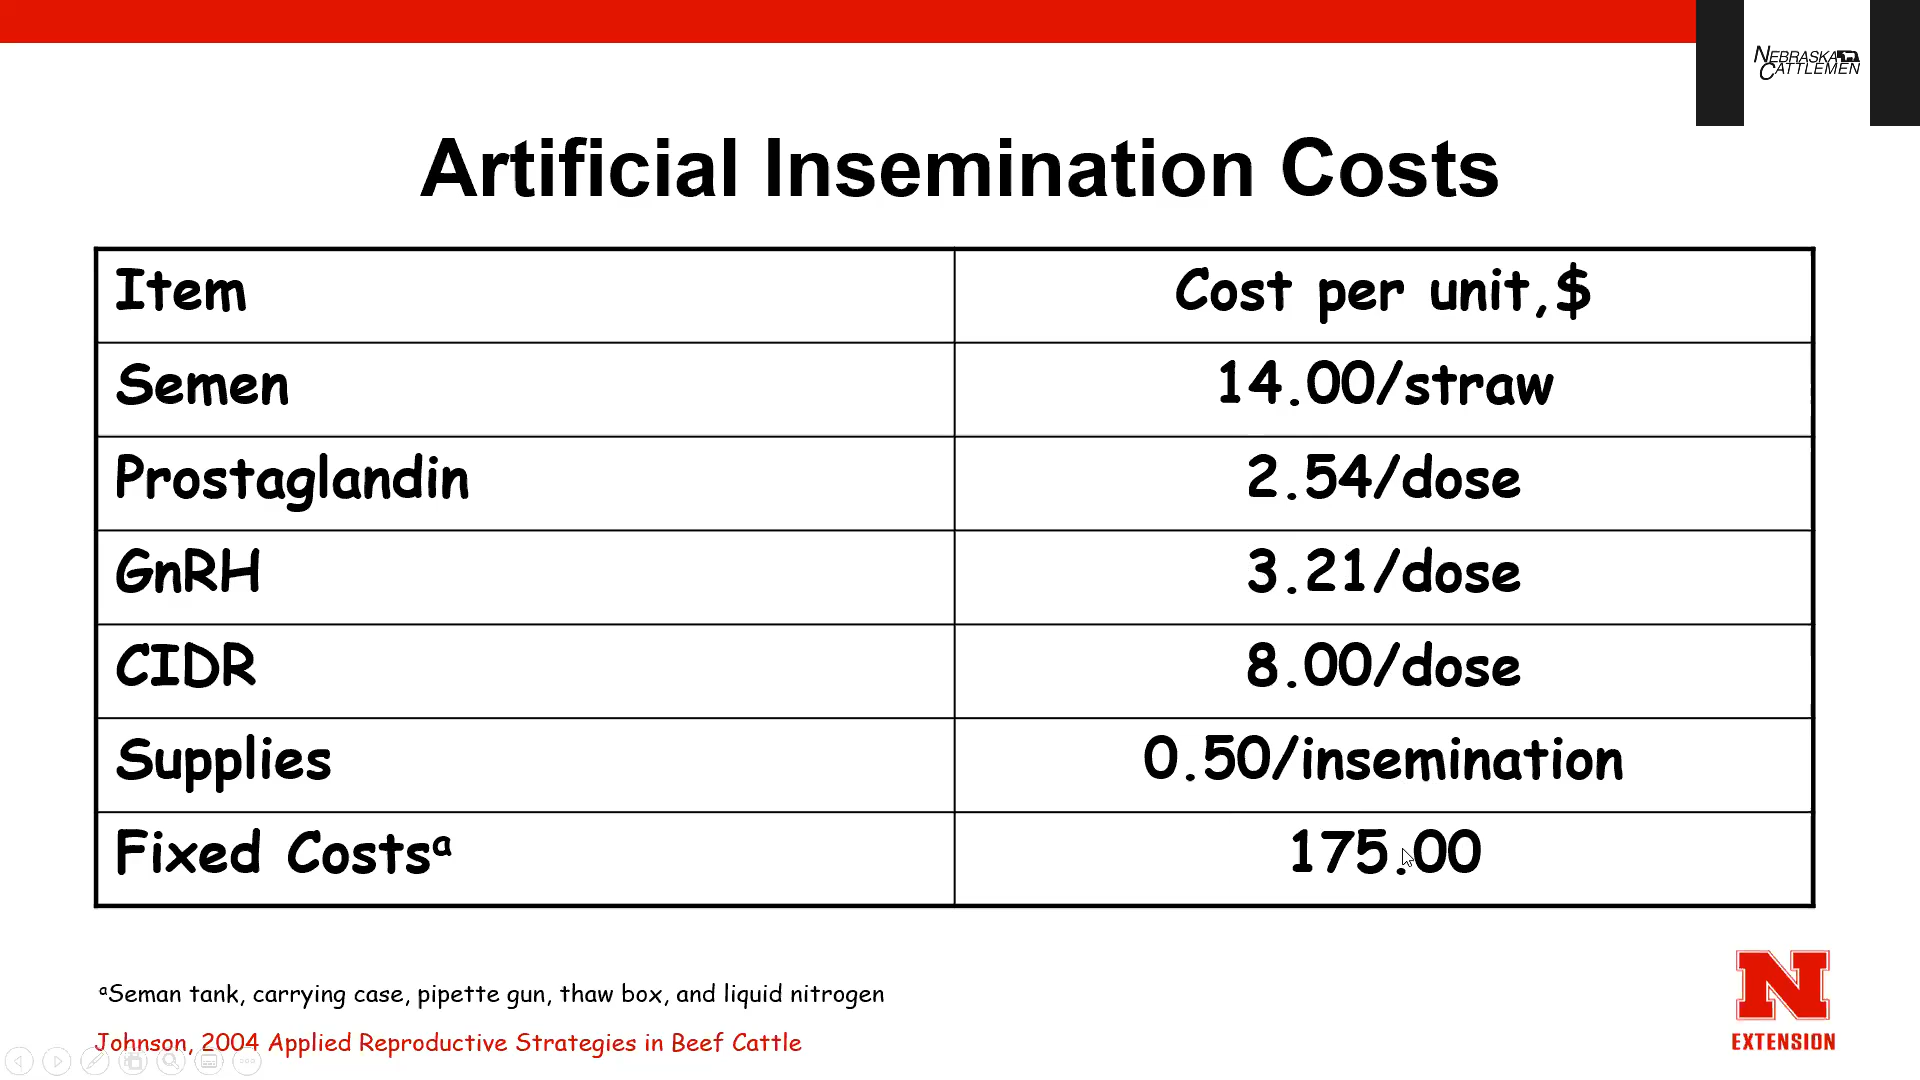 NEBRASKA
CATTLEMEN
Artificial Insemination Costs
Item
Cost per unit,$
Semen
14.00/straw
Prostaglandin
2.54/dose
GnRH
3.21/dose
CIDR
8.00/dose
Supplies
0.50/insemination
Fixed Costsᵃ
175.00
ᵃSeman tank, carrying case, pipette gun, thaw box, and liquid nitrogen
Johnson, 2004 Applied Reproductive Strategies in Beef Cattle
N
EXTENSION